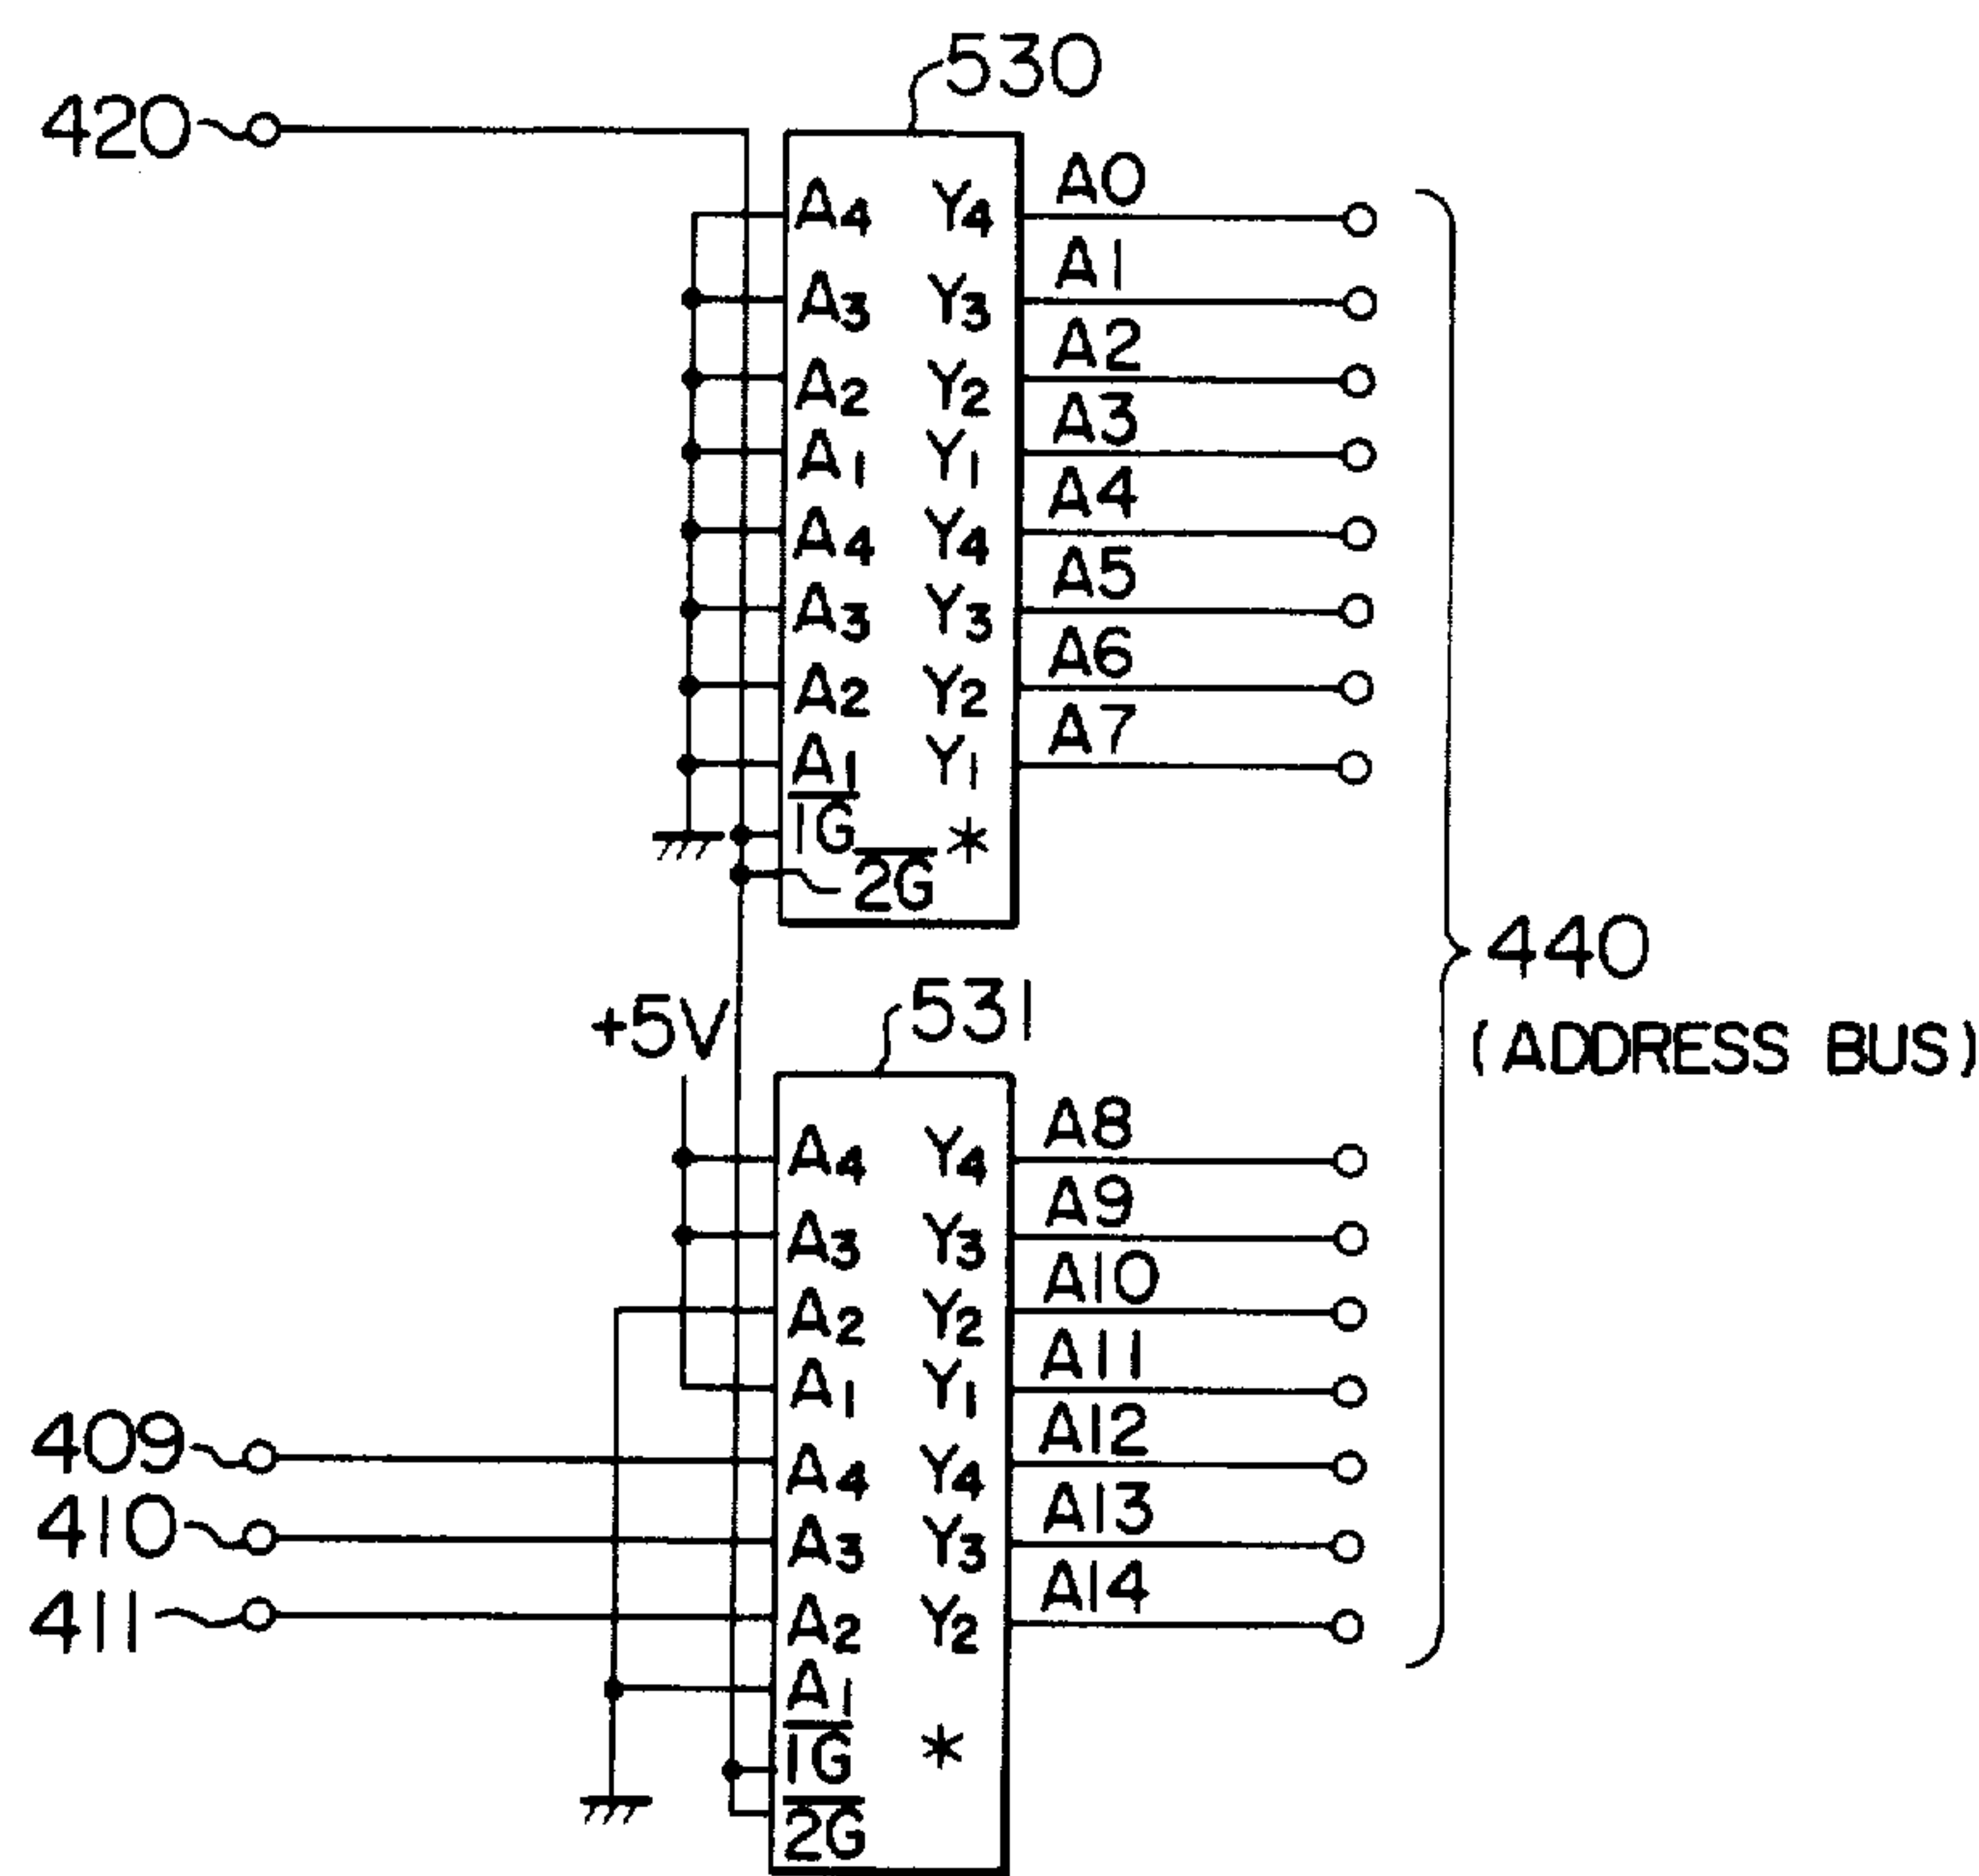 530
420
A4 Y4 A0
A3 Y3 A1
A2 Y2 A2
A1 Y1 A3
A4 Y4 A4
A3 Y3 A5
A2 Y2 A6
A1 Y1 A7
1G *
2G
440
(ADDRESS BUS)
+5V
531
A4 Y4 A8
A3 Y3 A9
A2 Y2 A10
A1 Y1 A11
409 A4 Y4 A12
410 A3 Y3 A13
411 A2 Y2 A14
A1
1G *
2G